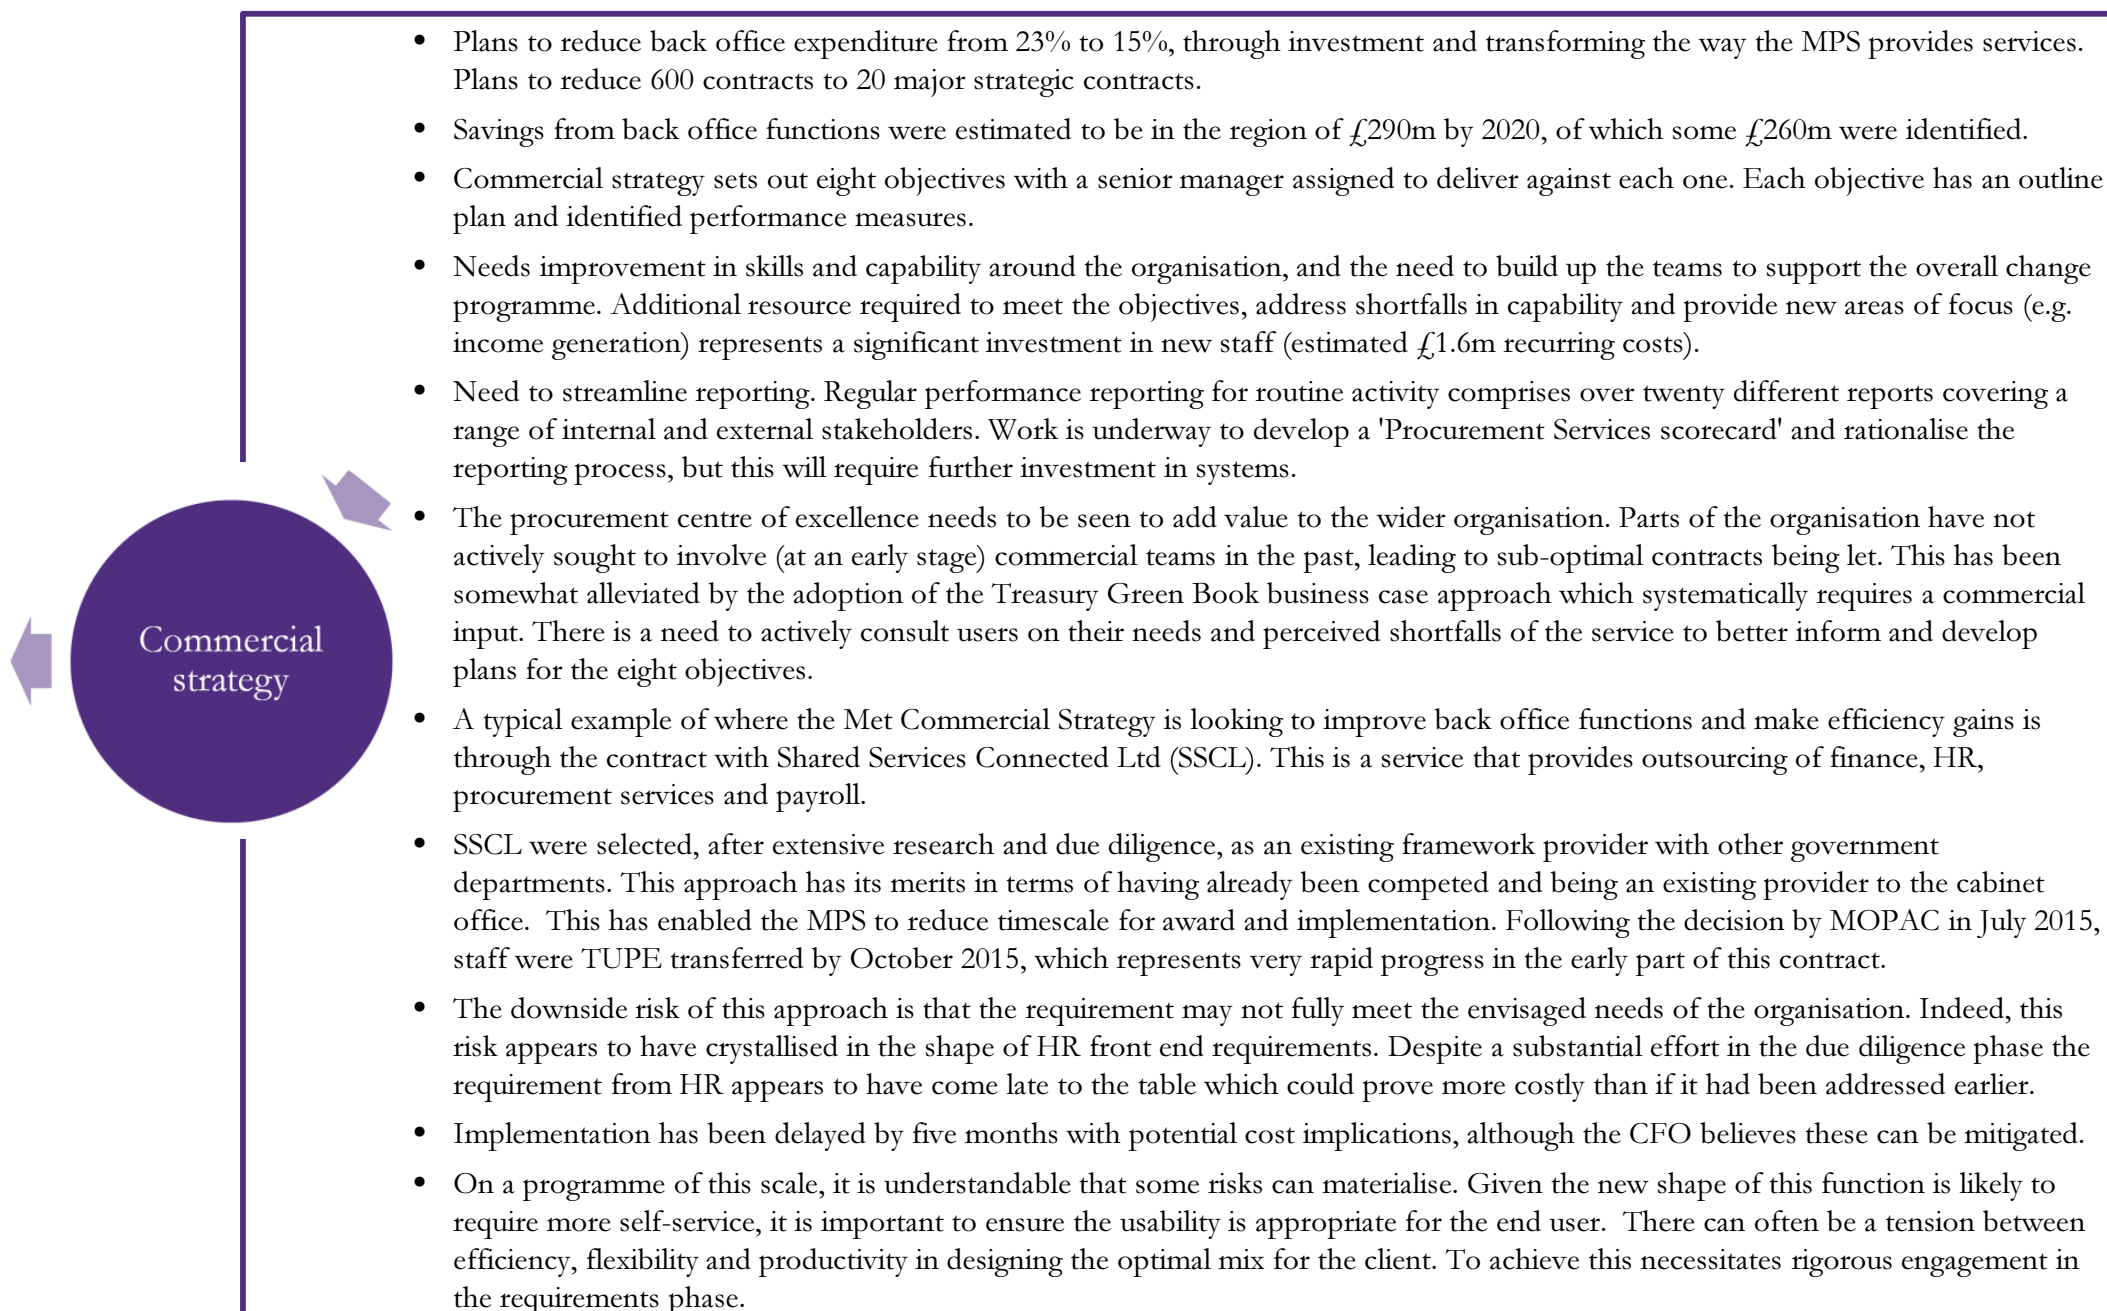 • Plans to reduce back office expenditure from 23% to 15%, through investment and transforming the way the MPS provides services.
Plans to reduce 600 contracts to 20 major strategic contracts.
• Savings from back office functions were estimated to be in the region of £290m by 2020, of which some £260m were identified.
• Commercial strategy sets out eight objectives with a senior manager assigned to deliver against each one. Each objective has an outline
plan and identified performance measures.
• Needs improvement in skills and capability around the organisation, and the need to build up the teams to support the overall change
programme. Additional resource required to meet the objectives, address shortfalls in capability and provide new areas of focus (e.g.
income generation) represents a significant investment in new staff (estimated £1.6m recurring costs).
• Need to streamline reporting. Regular performance reporting for routine activity comprises over twenty different reports covering a
range of internal and external stakeholders. Work is underway to develop a 'Procurement Services scorecard' and rationalise the
reporting process, but this will require further investment in systems.
• The procurement centre of excellence needs to be seen to add value to the wider organisation. Parts of the organisation have not
actively sought to involve (at an early stage) commercial teams in the past, leading to sub-optimal contracts being let. This has been
somewhat alleviated by the adoption of the Treasury Green Book business case approach which systematically requires a commercial
input. There is a need to actively consult users on their needs and perceived shortfalls of the service to better inform and develop
plans for the eight objectives.
Commercial
strategy
• A typical example of where the Met Commercial Strategy is looking to improve back office functions and make efficiency gains is
through the contract with Shared Services Connected Ltd (SSCL). This is a service that provides outsourcing of finance, HR,
procurement services and payroll.
• SSCL were selected, after extensive research and due diligence, as an existing framework provider with other government
departments. This approach has its merits in terms of having already been competed and being an existing provider to the cabinet
office. This has enabled the MPS to reduce timescale for award and implementation. Following the decision by MOPAC in July 2015,
staff were TUPE transferred by October 2015, which represents very rapid progress in the early part of this contract.
• The downside risk of this approach is that the requirement may not fully meet the envisaged needs of the organisation. Indeed, this
risk appears to have crystallised in the shape of HR front end requirements. Despite a substantial effort in the due diligence phase the
requirement from HR appears to have come late to the table which could prove more costly than if it had been addressed earlier.
• Implementation has been delayed by five months with potential cost implications, although the CFO believes these can be mitigated.
• On a programme of this scale, it is understandable that some risks can materialise. Given the new shape of this function is likely to
require more self-service, it is important to ensure the usability is appropriate for the end user. There can often be a tension between
efficiency, flexibility and productivity in designing the optimal mix for the client. To achieve this necessitates rigorous engagement in
the requirements phase.